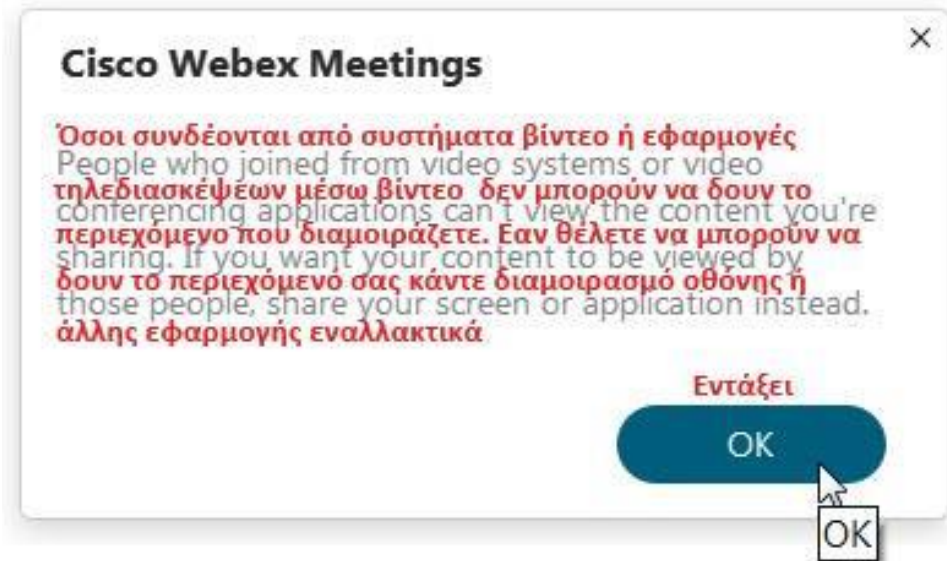 Cisco Webex Meetings
Όσοι συνδέονται από συστήματα βίντεο ή εφαρμογές
People who joined from video systems or video
τηλεδιασκέψεων μέσω βίντεο δεν μπορούν να δουν το
conferencing applications can't view the content you're
περιεχόμενο που διαμοιράζετε. Εαν θέλετε να μπορούν να
sharing. If you want your content to be viewed by
δουν το περιεχόμενό σας κάντε διαμοιρασμό οθόνης ή
those people, share your screen or application instead.
άλλης εφαρμογής εναλλακτικά
Εντάξει
OK
OK